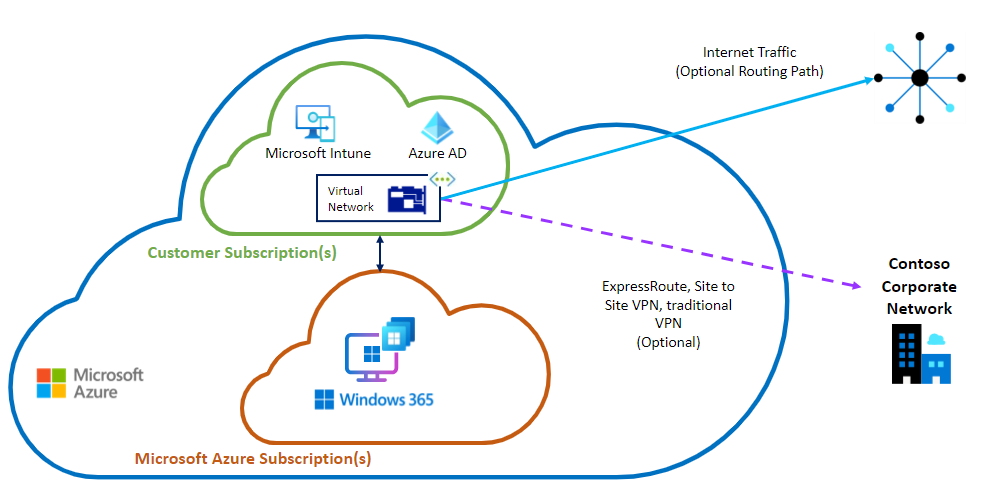 Internet Traffic
(Optional Routing Path)
Microsoft Intune
Azure AD
Virtual
Network
Customer Subscription(s)
Contoso
Corporate
Network
ExpressRoute, Site to
Site VPN, traditional
VPN
(Optional)
Microsoft
Azure
Windows 365
Microsoft Azure Subscription(s)